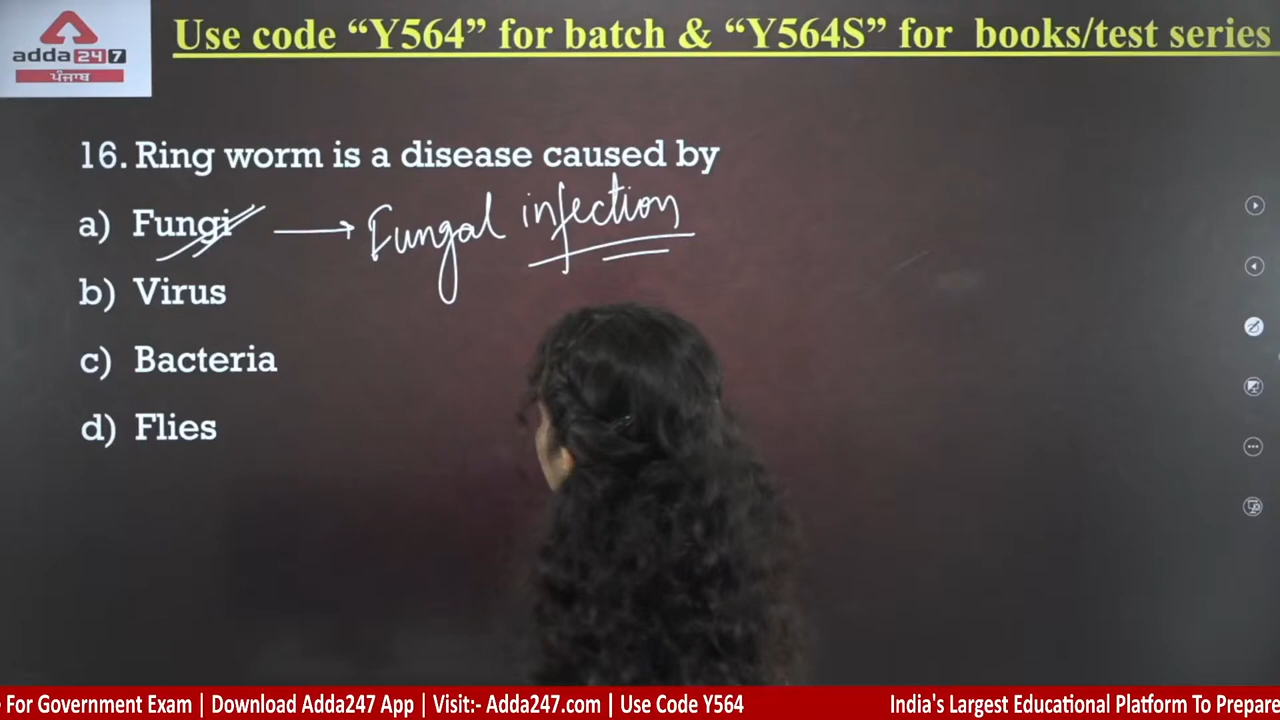 adda247
ਪੰਜਾਬ
Use code “Y564” for batch & “Y564S” for books/test series
16. Ring worm is a disease caused by
a) Fungi → Fungal infection
b) Virus
c) Bacteria
d) Flies
For Government Exam | Download Adda247 App | Visit:- Adda247.com | Use Code Y564 India's Largest Educational Platform To Prepare